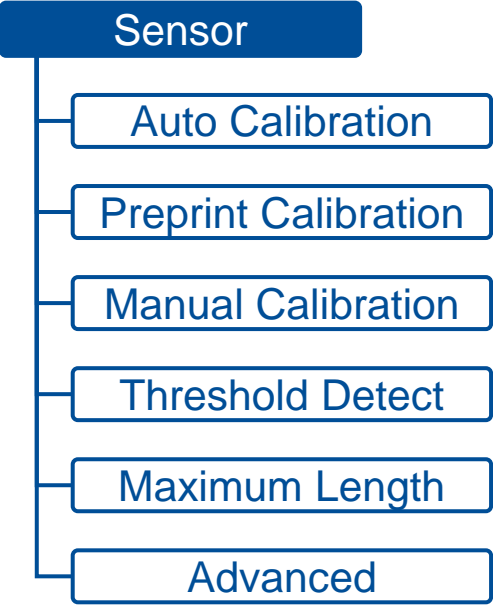 Sensor
Auto Calibration
Preprint Calibration
Manual Calibration
Threshold Detect
Maximum Length
Advanced